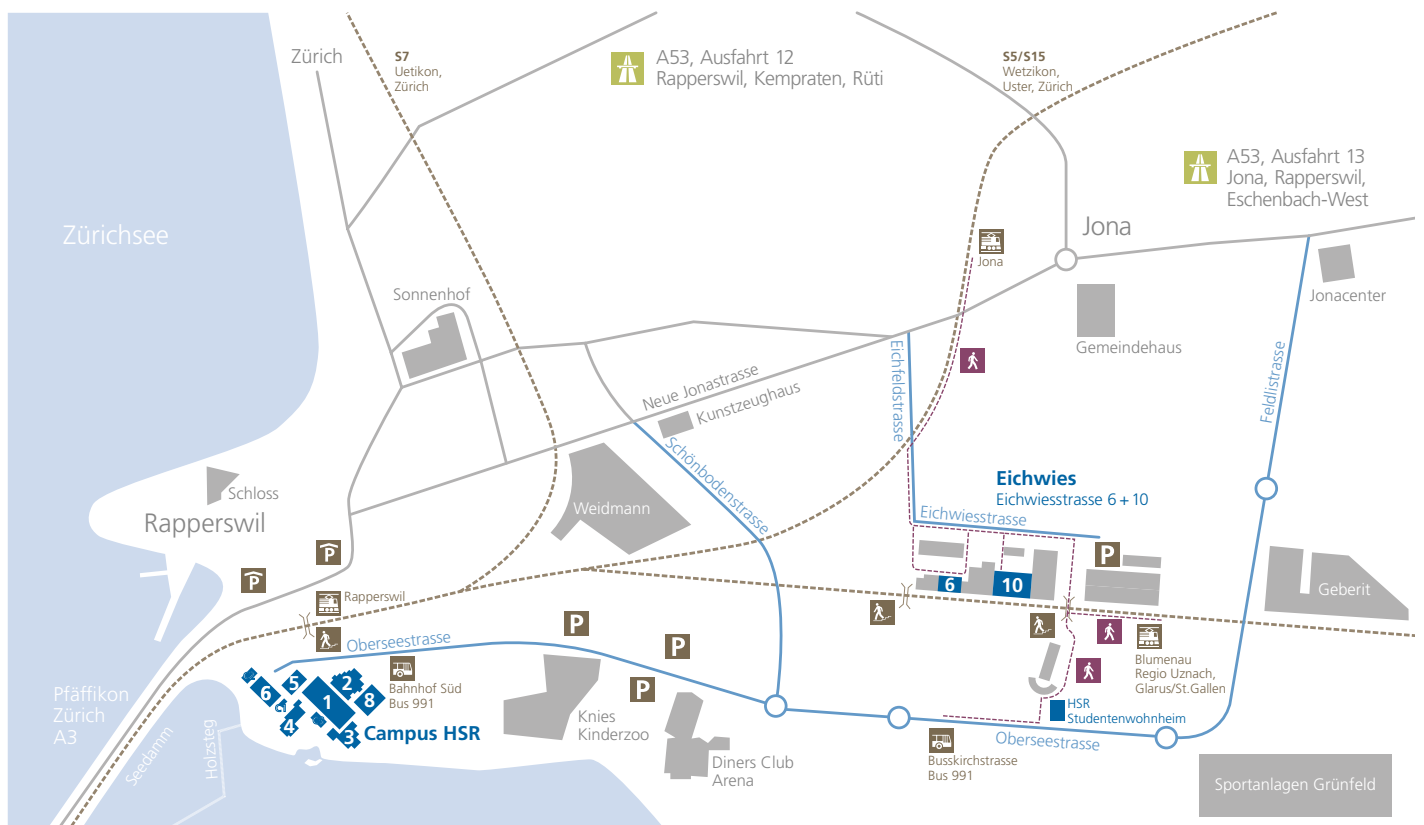 Zürich
S7
Uetikon,
Zürich
A53, Ausfahrt 12
Rapperswil, Kempraten, Rüti
S5/S15
Wetzikon,
Uster, Zürich
A53, Ausfahrt 13
Jona, Rapperswil,
Eschenbach-West
Zürichsee
Jona
Jona
Sonnenhof
Jonacenter
Gemeindehaus
Neue Jonastrasse
Kunstzeughaus
Eichfeldstrasse
Feldlistrasse
Schönbodenstrasse
Schloss
Rapperswil
Weidmann
Eichwies
Eichwiesstrasse 6 + 10
Eichwiesstrasse
P
P
P
6
10
Geberit
Rapperswil
Oberseestrasse
P
P
P
Blumenau
Regio Uznach,
Glarus/St.Gallen
Bahnhof Süd
Bus 991
6
5
1
2
8
4
3
Campus HSR
Pfäffikon
Zürich
A3
Seedamm
Holzsteg
Knies
Kinderzoo
Diners Club
Arena
HSR
Studentenwohnheim
Oberseestrasse
Busskirchstrasse
Bus 991
Sportanlagen Grünfeld